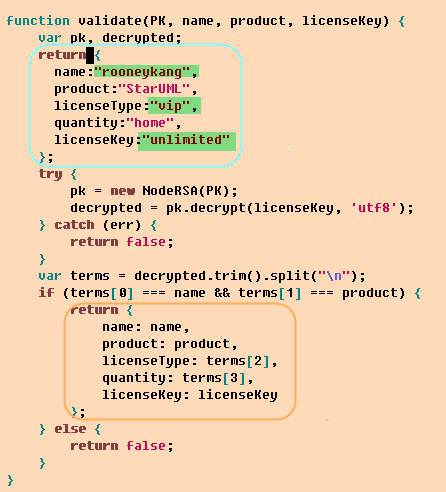 function validate(PK, name, product, licenseKey) {
var pk, decrypted;
return {
name:"rooneykang",
product:"StarUML",
licenseType:"vip",
quantity:"home",
licenseKey:"unlimited"
};
try {
pk = new NodeRSA(PK);
decrypted = pk.decrypt(licenseKey, 'utf8');
} catch (err) {
return false;
}
var terms = decrypted.trim().split("\n");
if (terms[0] === name && terms[1] === product) {
return {
name: name,
product: product,
licenseType: terms[2],
quantity: terms[3],
licenseKey: licenseKey
};
} else {
return false;
}
}